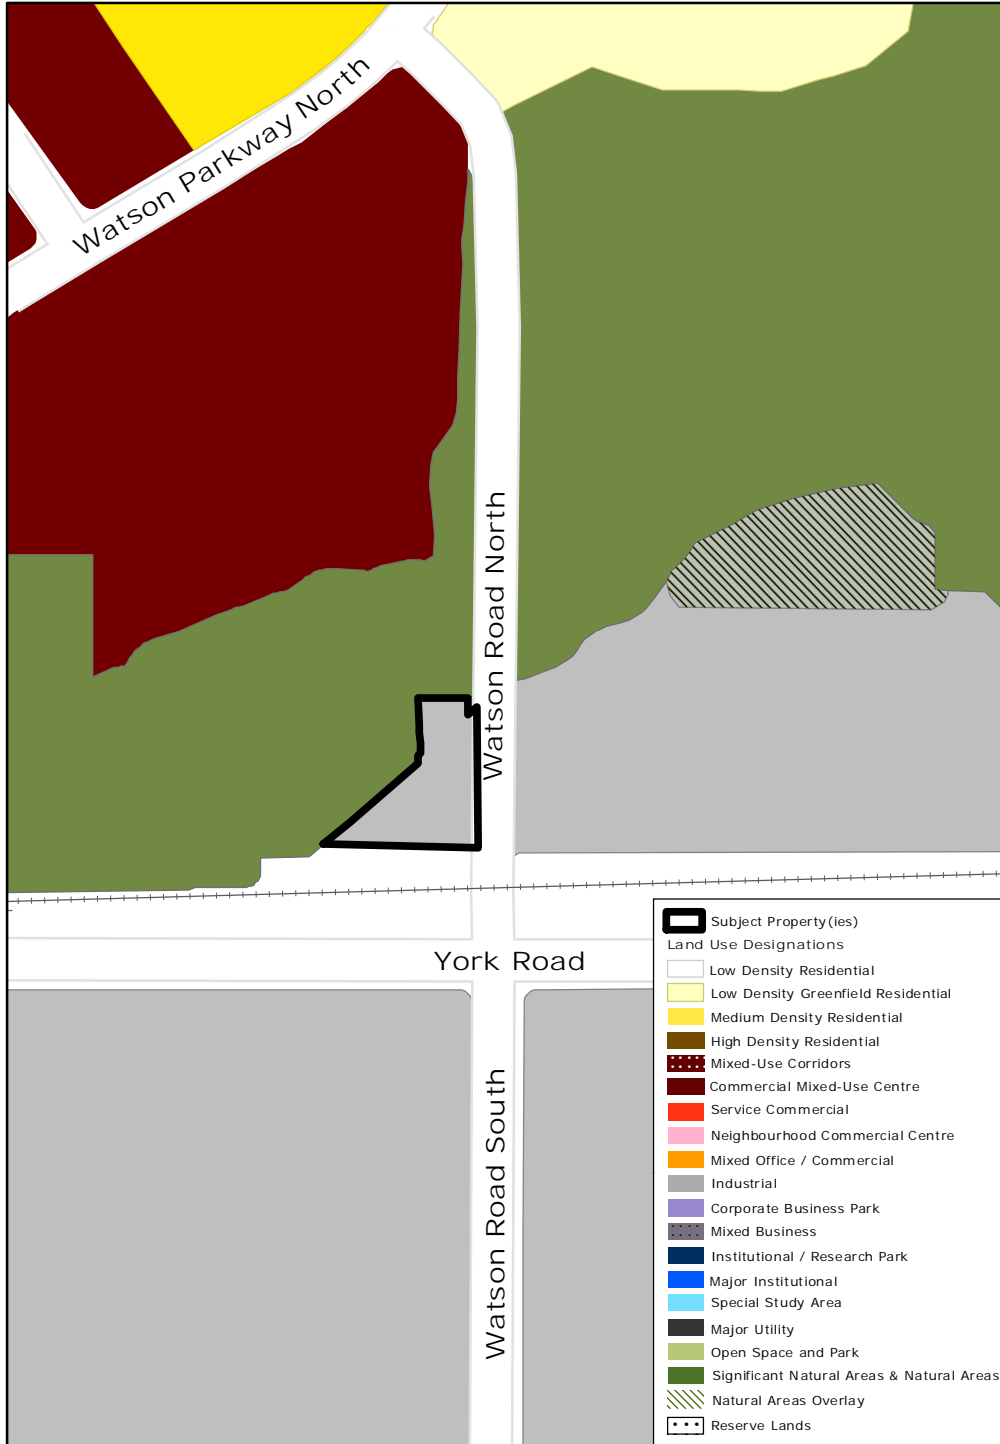 Watson Parkway North
Watson Road North
York Road
Watson Road South
Subject Property(ies)
Land Use Designations
Low Density Residential
Low Density Greenfield Residential
Medium Density Residential
High Density Residential
Mixed-Use Corridors
Commercial Mixed-Use Centre
Service Commercial
Neighbourhood Commercial Centre
Mixed Office / Commercial
Industrial
Corporate Business Park
Mixed Business
Institutional / Research Park
Major Institutional
Special Study Area
Major Utility
Open Space and Park
Significant Natural Areas & Natural Areas
Natural Areas Overlay
Reserve Lands